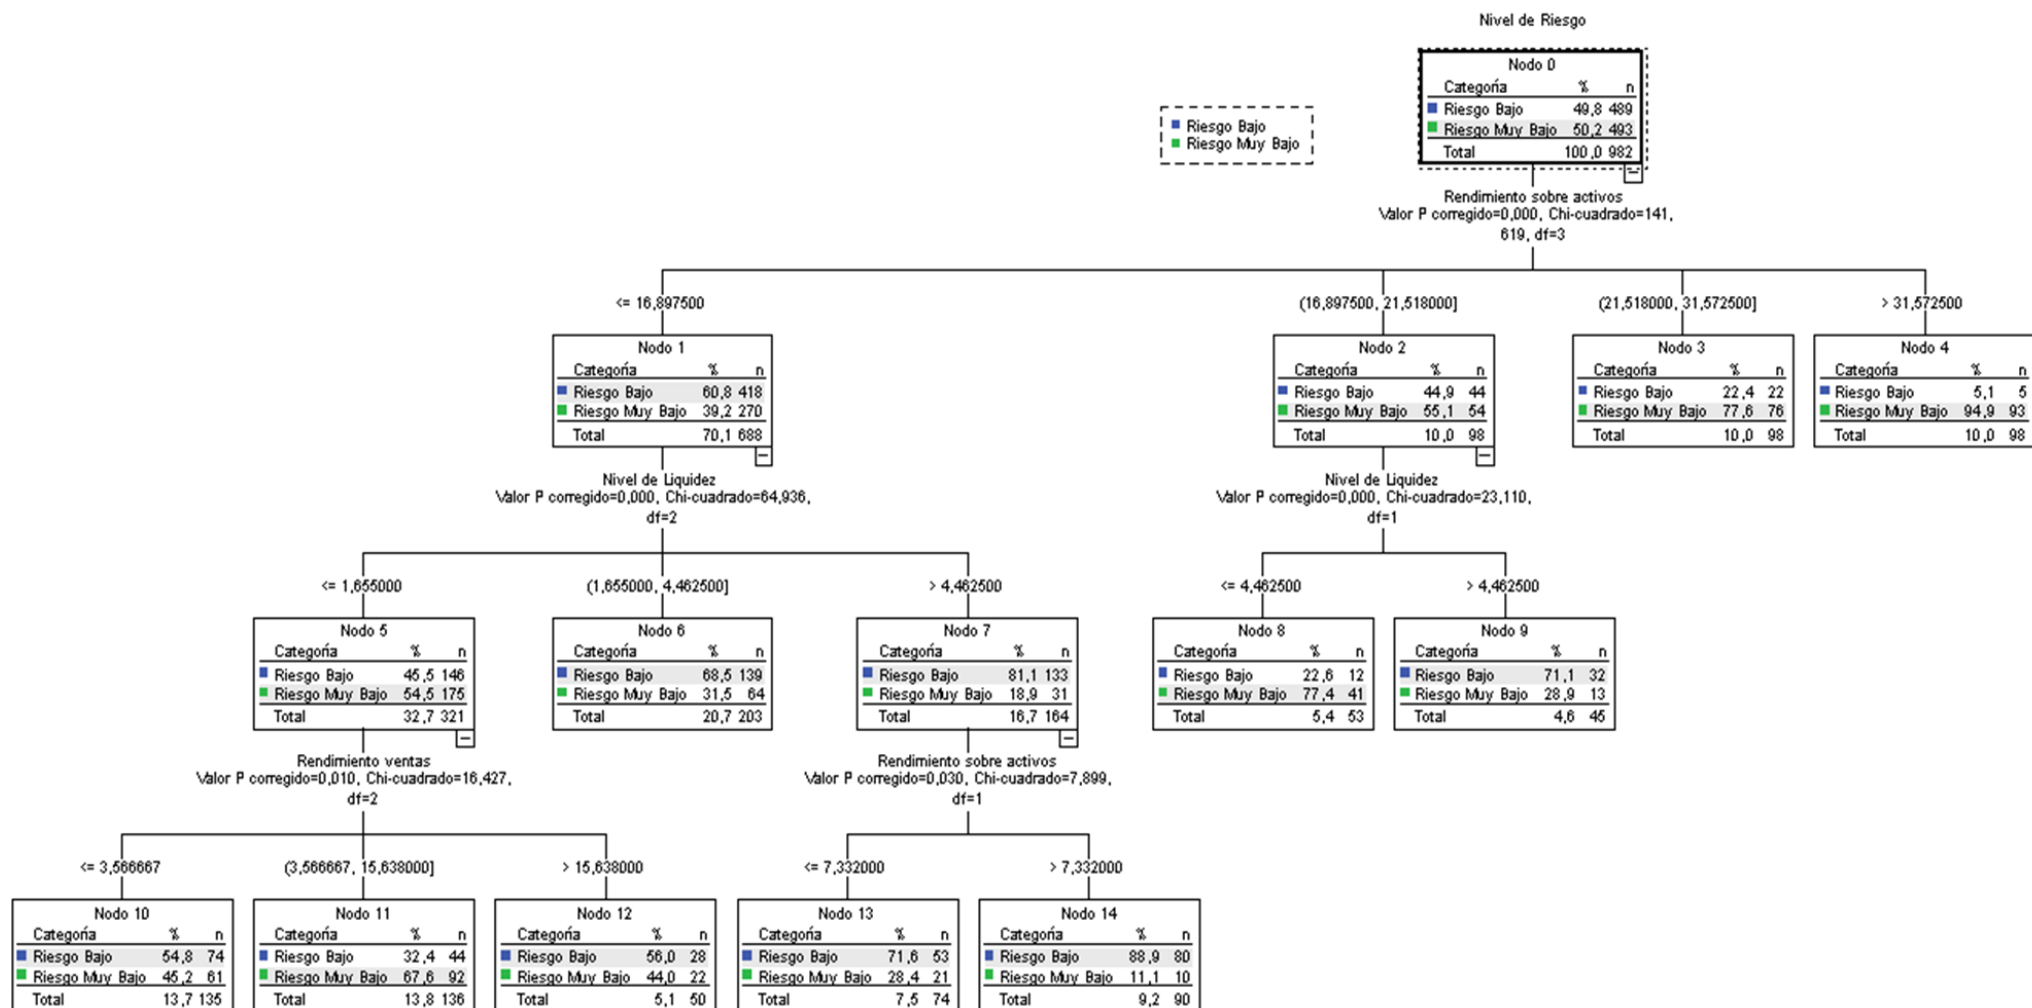 Nivel de Riesgo
Nodo 0
Categoría % n
Riesgo Bajo 49,8 489
Riesgo Muy Bajo 50,2 493
Total 100,0 982
Riesgo Bajo
Riesgo Muy Bajo
Rendimiento sobre activos
Valor P corregido=0,000, Chi-cuadrado=141,
619, df=3
<= 16,897500
(16,897500, 21,518000]
(21,518000, 31,572500]
> 31,572500
Nodo 1
Categoría % n
Riesgo Bajo 60,8 418
Riesgo Muy Bajo 39,2 270
Total 70,1 688
Nodo 2
Categoría % n
Riesgo Bajo 44,9 44
Riesgo Muy Bajo 55,1 54
Total 10,0 98
Nodo 3
Categoría % n
Riesgo Bajo 22,4 22
Riesgo Muy Bajo 77,6 76
Total 10,0 98
Nodo 4
Categoría % n
Riesgo Bajo 5,1 5
Riesgo Muy Bajo 94,9 93
Total 10,0 98
Nivel de Liquidez
Valor P corregido=0,000, Chi-cuadrado=64,936,
df=2
Nivel de Liquidez
Valor P corregido=0,000, Chi-cuadrado=23,110,
df=1
<= 1,655000
(1,655000, 4,462500]
> 4,462500
<= 4,462500
> 4,462500
Nodo 5
Categoría % n
Riesgo Bajo 45,5 146
Riesgo Muy Bajo 54,5 175
Total 32,7 321
Nodo 6
Categoría % n
Riesgo Bajo 68,5 139
Riesgo Muy Bajo 31,5 64
Total 20,7 203
Nodo 7
Categoría % n
Riesgo Bajo 81,1 133
Riesgo Muy Bajo 18,9 31
Total 16,7 164
Nodo 8
Categoría % n
Riesgo Bajo 22,6 12
Riesgo Muy Bajo 77,4 41
Total 5,4 53
Nodo 9
Categoría % n
Riesgo Bajo 71,1 32
Riesgo Muy Bajo 28,9 13
Total 4,6 45
Rendimiento ventas
Valor P corregido=0,010, Chi-cuadrado=16,427,
df=2
Rendimiento sobre activos
Valor P corregido=0,030, Chi-cuadrado=7,899,
df=1
<= 3,566667
(3,566667, 15,638000]
> 15,638000
<= 7,332000
> 7,332000
Nodo 10
Categoría % n
Riesgo Bajo 54,8 74
Riesgo Muy Bajo 45,2 61
Total 13,7 135
Nodo 11
Categoría % n
Riesgo Bajo 32,4 44
Riesgo Muy Bajo 67,6 92
Total 13,8 136
Nodo 12
Categoría % n
Riesgo Bajo 56,0 28
Riesgo Muy Bajo 44,0 22
Total 5,1 50
Nodo 13
Categoría % n
Riesgo Bajo 71,6 53
Riesgo Muy Bajo 28,4 21
Total 7,5 74
Nodo 14
Categoría % n
Riesgo Bajo 88,9 80
Riesgo Muy Bajo 11,1 10
Total 9,2 90